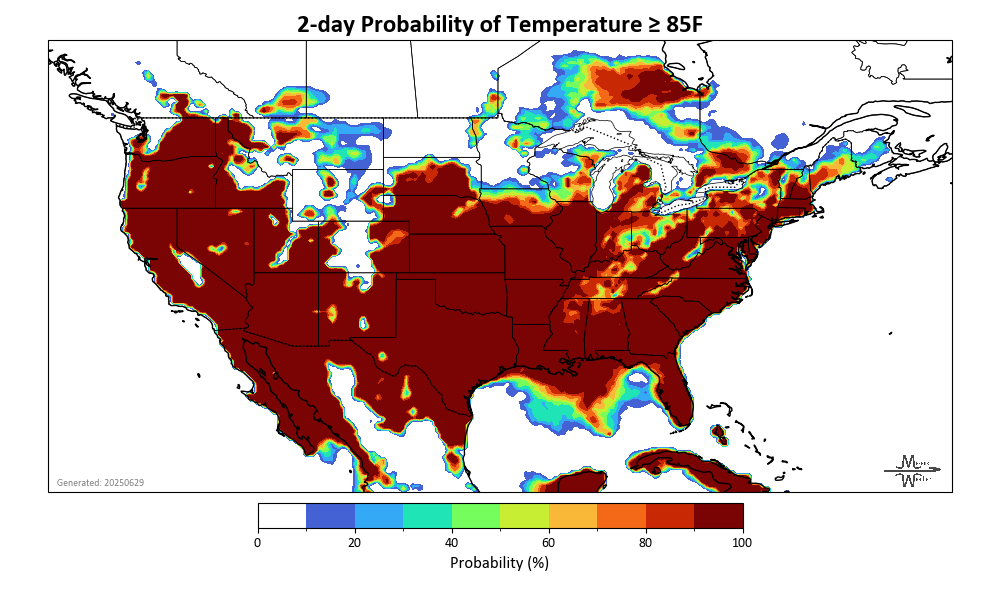 2-day Probability of Temperature ≥ 85F
Generated: 20250629
0 20 40 60 80 100
Probability (%)